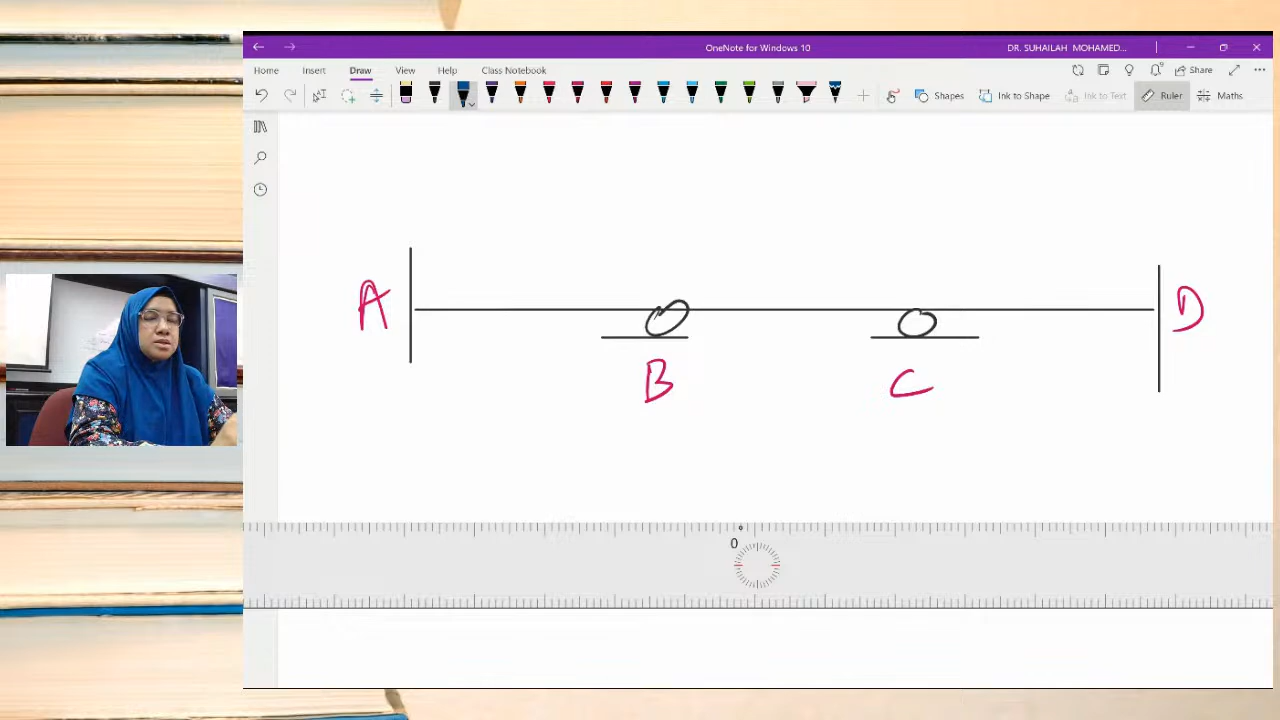 OneNote for Windows 10
DR. SUHAILAH MOHAMED...
Home Insert Draw View Help Class Notebook
Share
Shapes Ink to Shape Ink to Text Ruler Maths
A
D
B
C
0